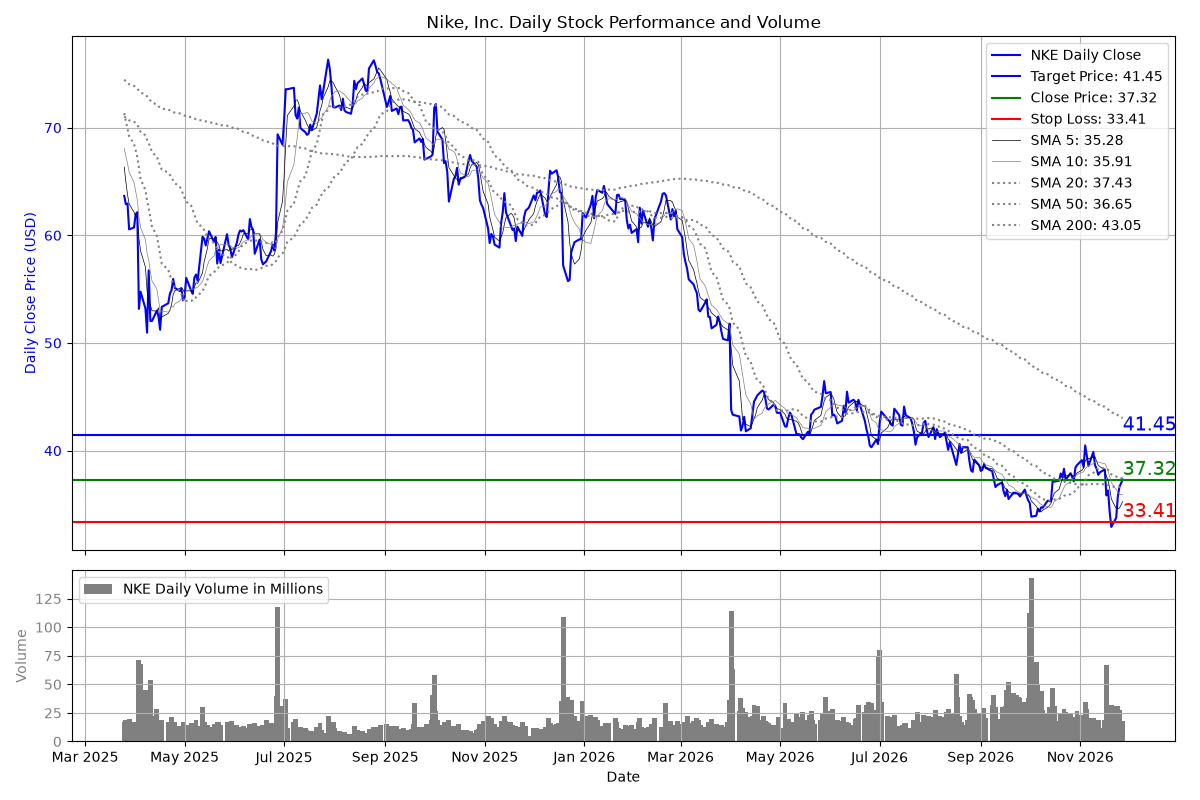 Nike, Inc. Daily Stock Performance and Volume
NKE Daily Close
Target Price: 41.45
Close Price: 37.32
Stop Loss: 33.41
SMA 5: 35.28
SMA 10: 35.91
SMA 20: 37.43
SMA 50: 36.65
SMA 200: 43.05
Daily Close Price (USD)
70
60
50
40
41.45
37.32
33.41
NKE Daily Volume in Millions
Volume
125
100
75
50
25
0
Mar 2025 May 2025 Jul 2025 Sep 2025 Nov 2025 Jan 2026 Mar 2026 May 2026 Jul 2026 Sep 2026 Nov 2026
Date